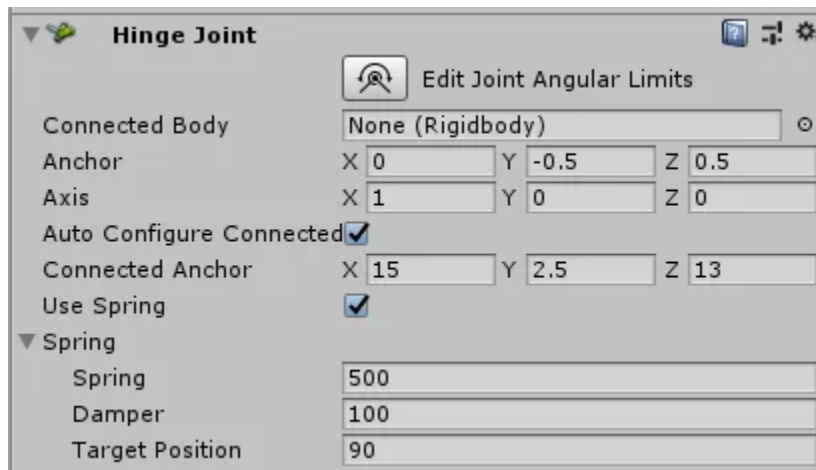 Hinge Joint
Edit Joint Angular Limits
Connected Body None (Rigidbody)
Anchor X 0 Y -0.5 Z 0.5
Axis X 1 Y 0 Z 0
Auto Configure Connected
Connected Anchor X 15 Y 2.5 Z 13
Use Spring
Spring
Spring 500
Damper 100
Target Position 90